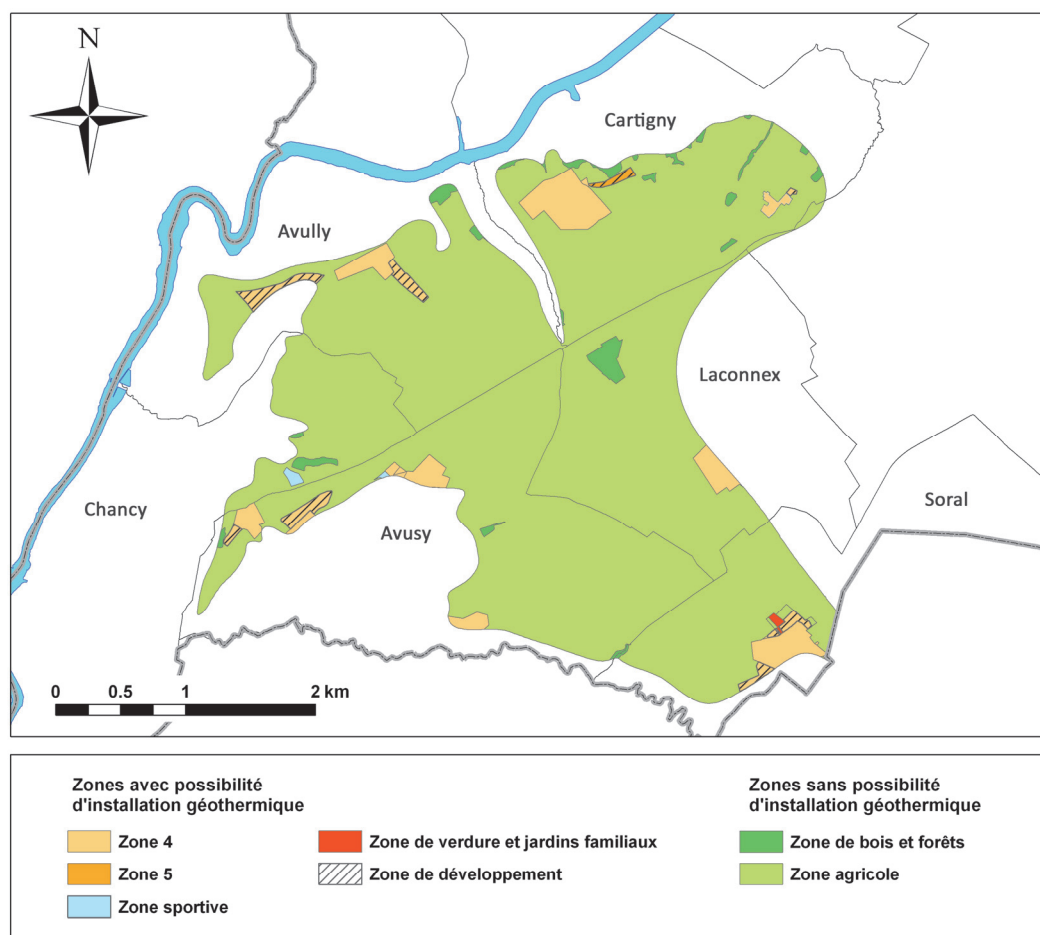 N
Cartigny
Avully
Laconnex
Soral
Chancy
Avusy
0 0.5 1 2 km
Zones avec possibilité
d'installation géothermique
Zone 4
Zone 5
Zone sportive
Zone de verdure et jardins familiaux
Zone de développement
Zones sans possibilité
d'installation géothermique
Zone de bois et forêts
Zone agricole